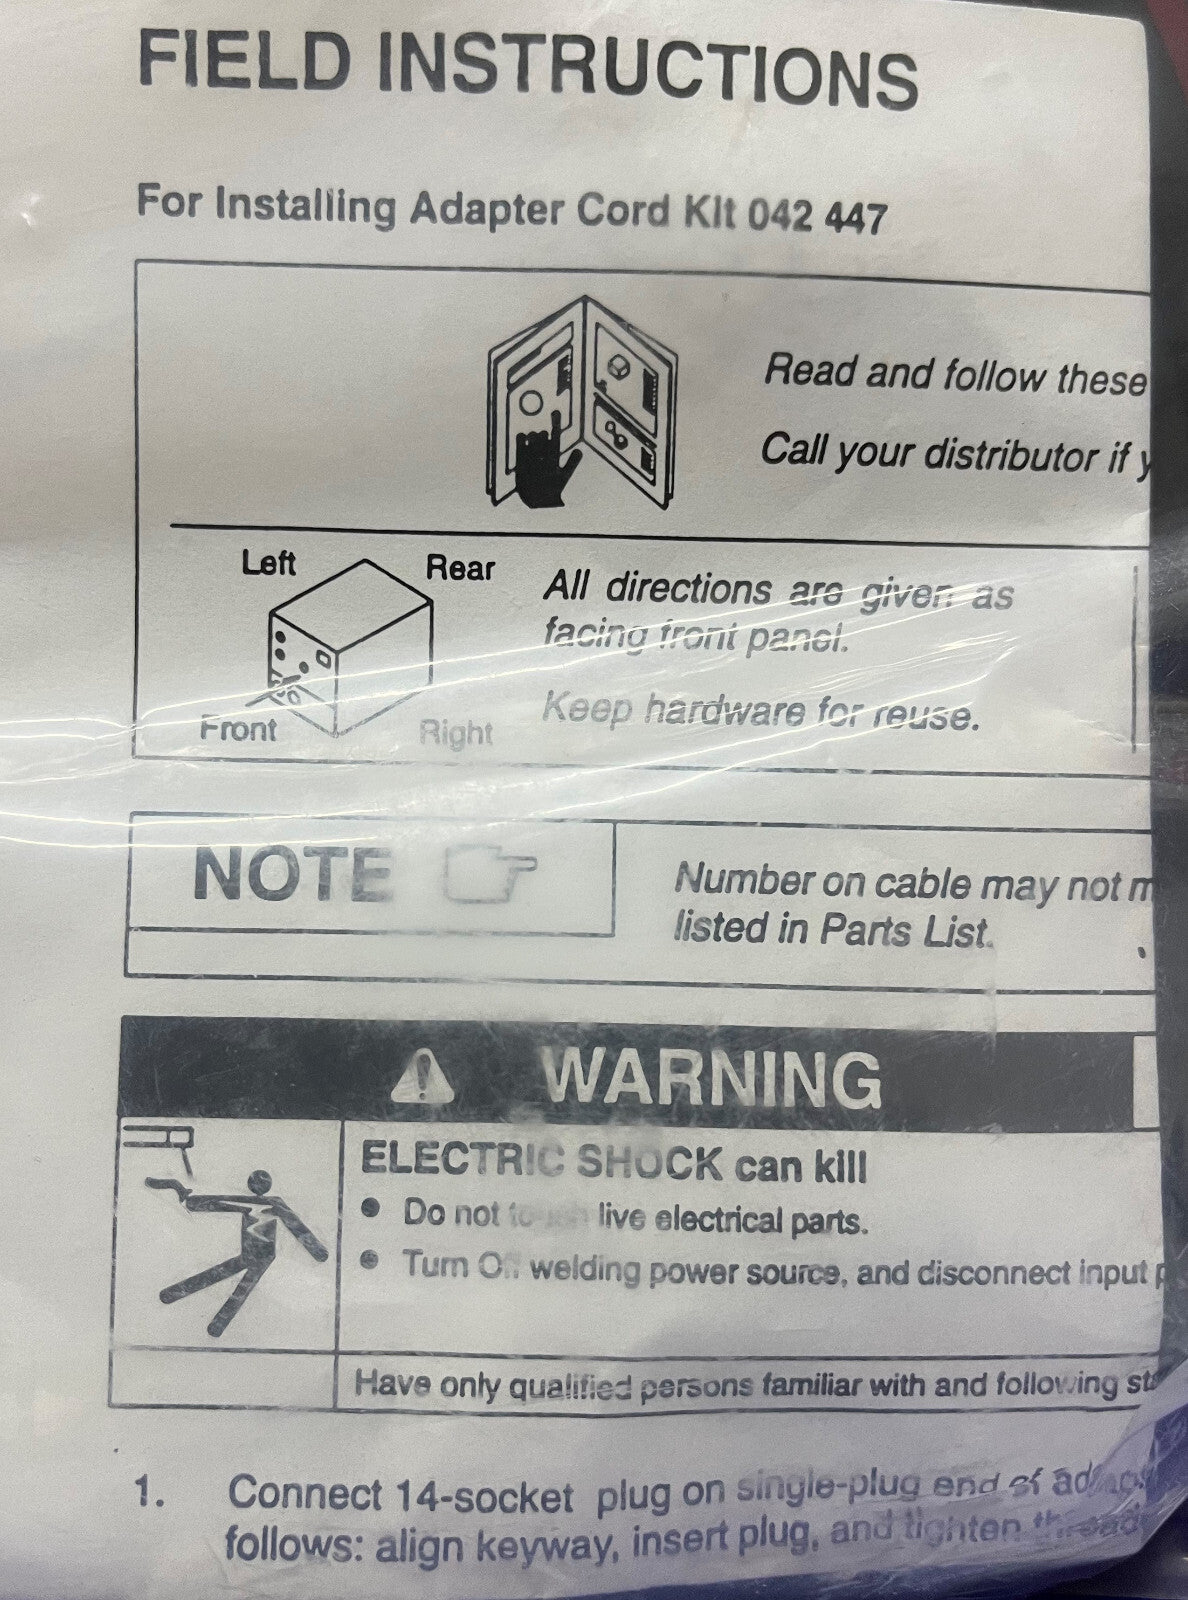 FIELD INSTRUCTIONS
For Installing Adapter Cord Kit 042 447
Read and follow these
Call your distributor if
Left
Rear
All directions are given as
facing front panel.
Keep hardware for reuse.
Front
Right
NOTE
Number on cable may not
listed in Parts List.
WARNING
ELECTRIC SHOCK can kill
• Do not touch live electrical parts.
• Turn Off welding power source, and disconnect input
Have only qualified persons familiar with and following
1. Connect 14-socket plug on single-plug end of
follows: align keyway, insert plug, and tighten